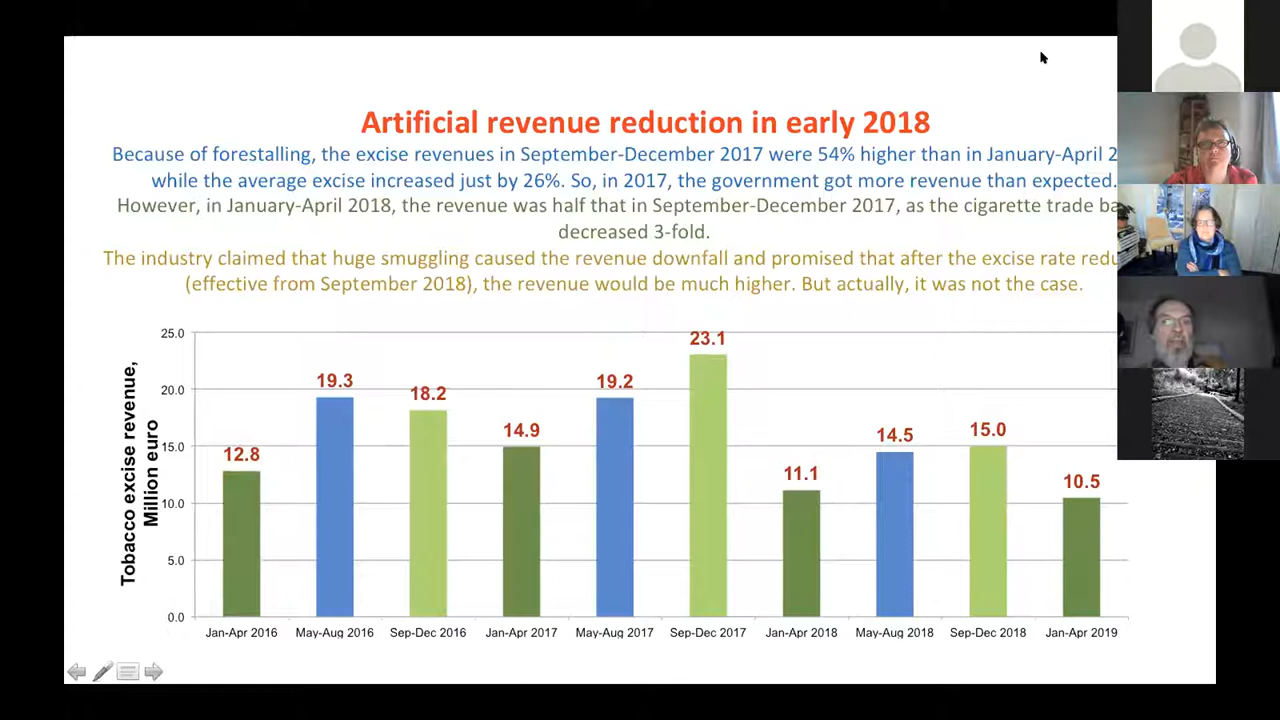 Artificial revenue reduction in early 2018
Because of forestalling, the excise revenues in September-December 2017 were 54% higher than in January-April
while the average excise increased just by 26%. So, in 2017, the government got more revenue than expected.
However, in January-April 2018, the revenue was half that in September-December 2017, as the cigarette trade
decreased 3-fold.
The industry claimed that huge smuggling caused the revenue downfall and promised that after the excise rate
(effective from September 2018), the revenue would be much higher. But actually, it was not the case.
Tobacco excise revenue,
Million euro
25.0
20.0
15.0
10.0
5.0
0.0
12.8
19.3
18.2
14.9
19.2
23.1
11.1
14.5
15.0
10.5
Jan-Apr 2016
May-Aug 2016
Sep-Dec 2016
Jan-Apr 2017
May-Aug 2017
Sep-Dec 2017
Jan-Apr 2018
May-Aug 2018
Sep-Dec 2018
Jan-Apr 2019